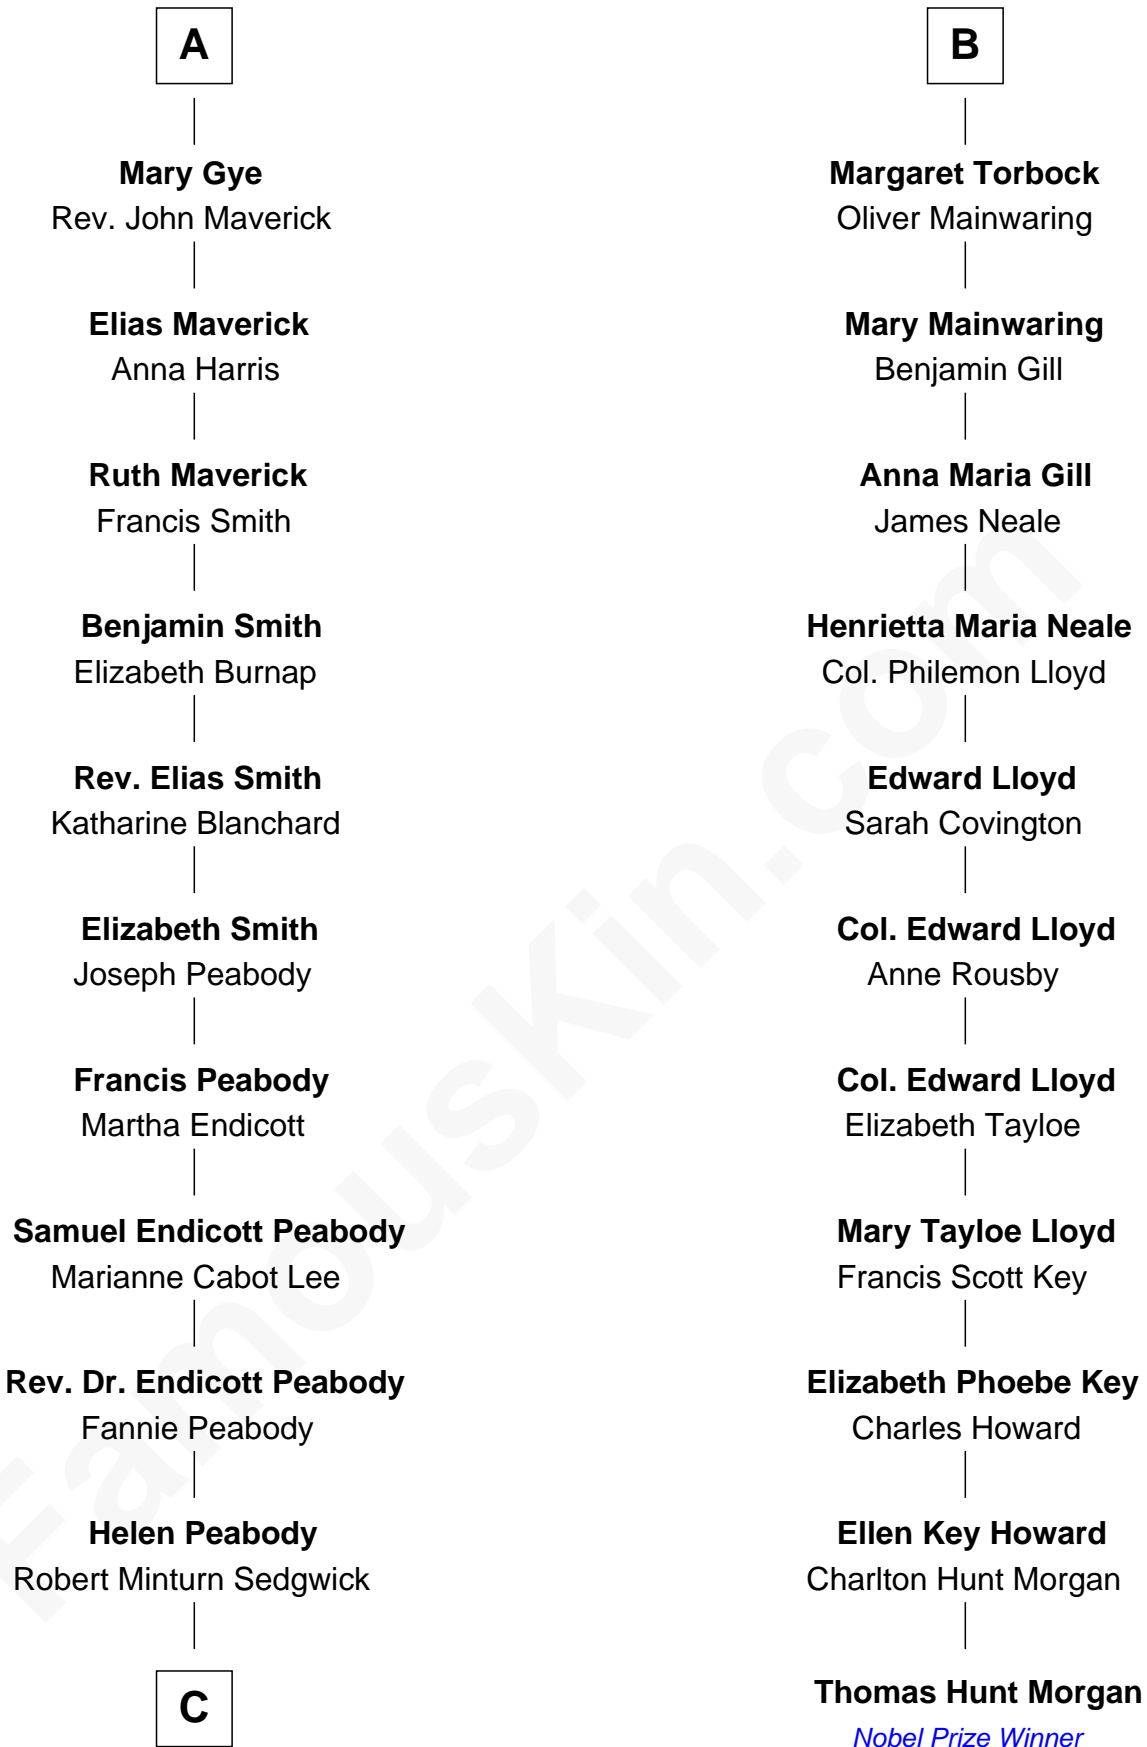 A
Mary Gye
Rev. John Maverick
Elias Maverick
Anna Harris
Ruth Maverick
Francis Smith
Benjamin Smith
Elizabeth Burnap
Rev. Elias Smith
Katharine Blanchard
Elizabeth Smith
Joseph Peabody
Francis Peabody
Martha Endicott
Samuel Endicott Peabody
Marianne Cabot Lee
Rev. Dr. Endicott Peabody
Fannie Peabody
Helen Peabody
Robert Minturn Sedgwick
C
B
Margaret Torbock
Oliver Mainwaring
Mary Mainwaring
Benjamin Gill
Anna Maria Gill
James Neale
Henrietta Maria Neale
Col. Philemon Lloyd
Edward Lloyd
Sarah Covington
Col. Edward Lloyd
Anne Rousby
Col. Edward Lloyd
Elizabeth Tayloe
Mary Tayloe Lloyd
Francis Scott Key
Elizabeth Phoebe Key
Charles Howard
Ellen Key Howard
Charlton Hunt Morgan
Thomas Hunt Morgan
Nobel Prize Winner
FamousKin.com